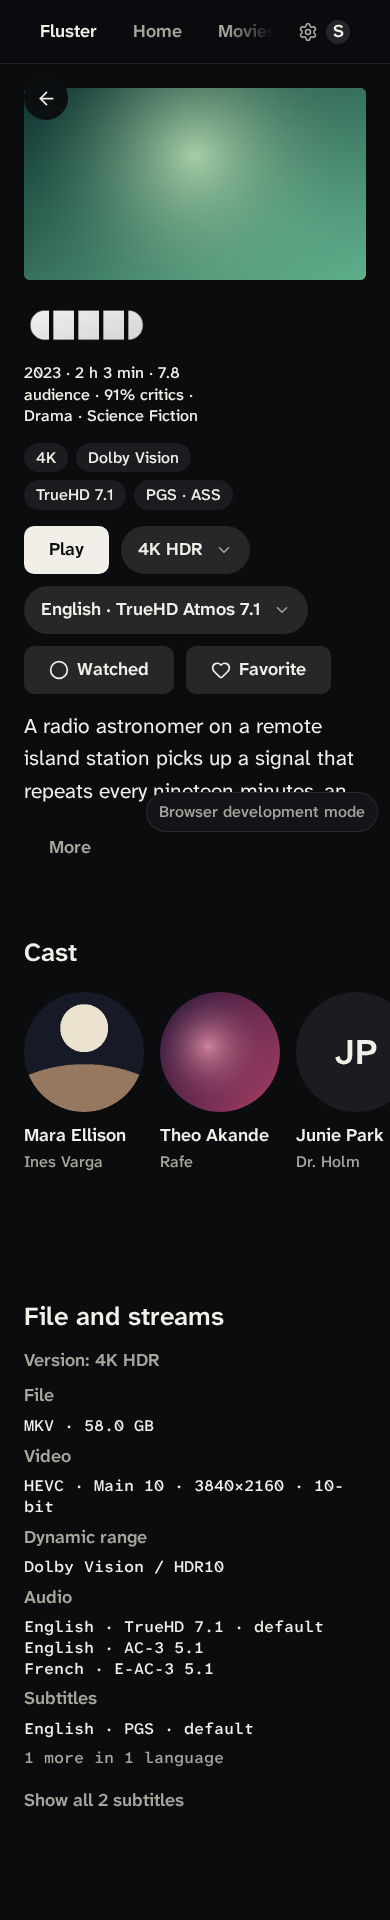 Fluster Home Movies S
2023 · 2 h 3 min · 7.8
audience · 91% critics ·
Drama · Science Fiction
4K Dolby Vision
TrueHD 7.1 PGS · ASS
Play 4K HDR
English · TrueHD Atmos 7.1
Watched Favorite
A radio astronomer on a remote
island station picks up a signal that
repeats every nineteen minutes, an
Browser development mode
More
Cast
JP
Mara Ellison Theo Akande Junie Park
Ines Varga Rafe Dr. Holm
File and streams
Version: 4K HDR
File
MKV · 58.0 GB
Video
HEVC · Main 10 · 3840×2160 · 10-
bit
Dynamic range
Dolby Vision / HDR10
Audio
English · TrueHD 7.1 · default
English · AC-3 5.1
French · E-AC-3 5.1
Subtitles
English · PGS · default
1 more in 1 language
Show all 2 subtitles